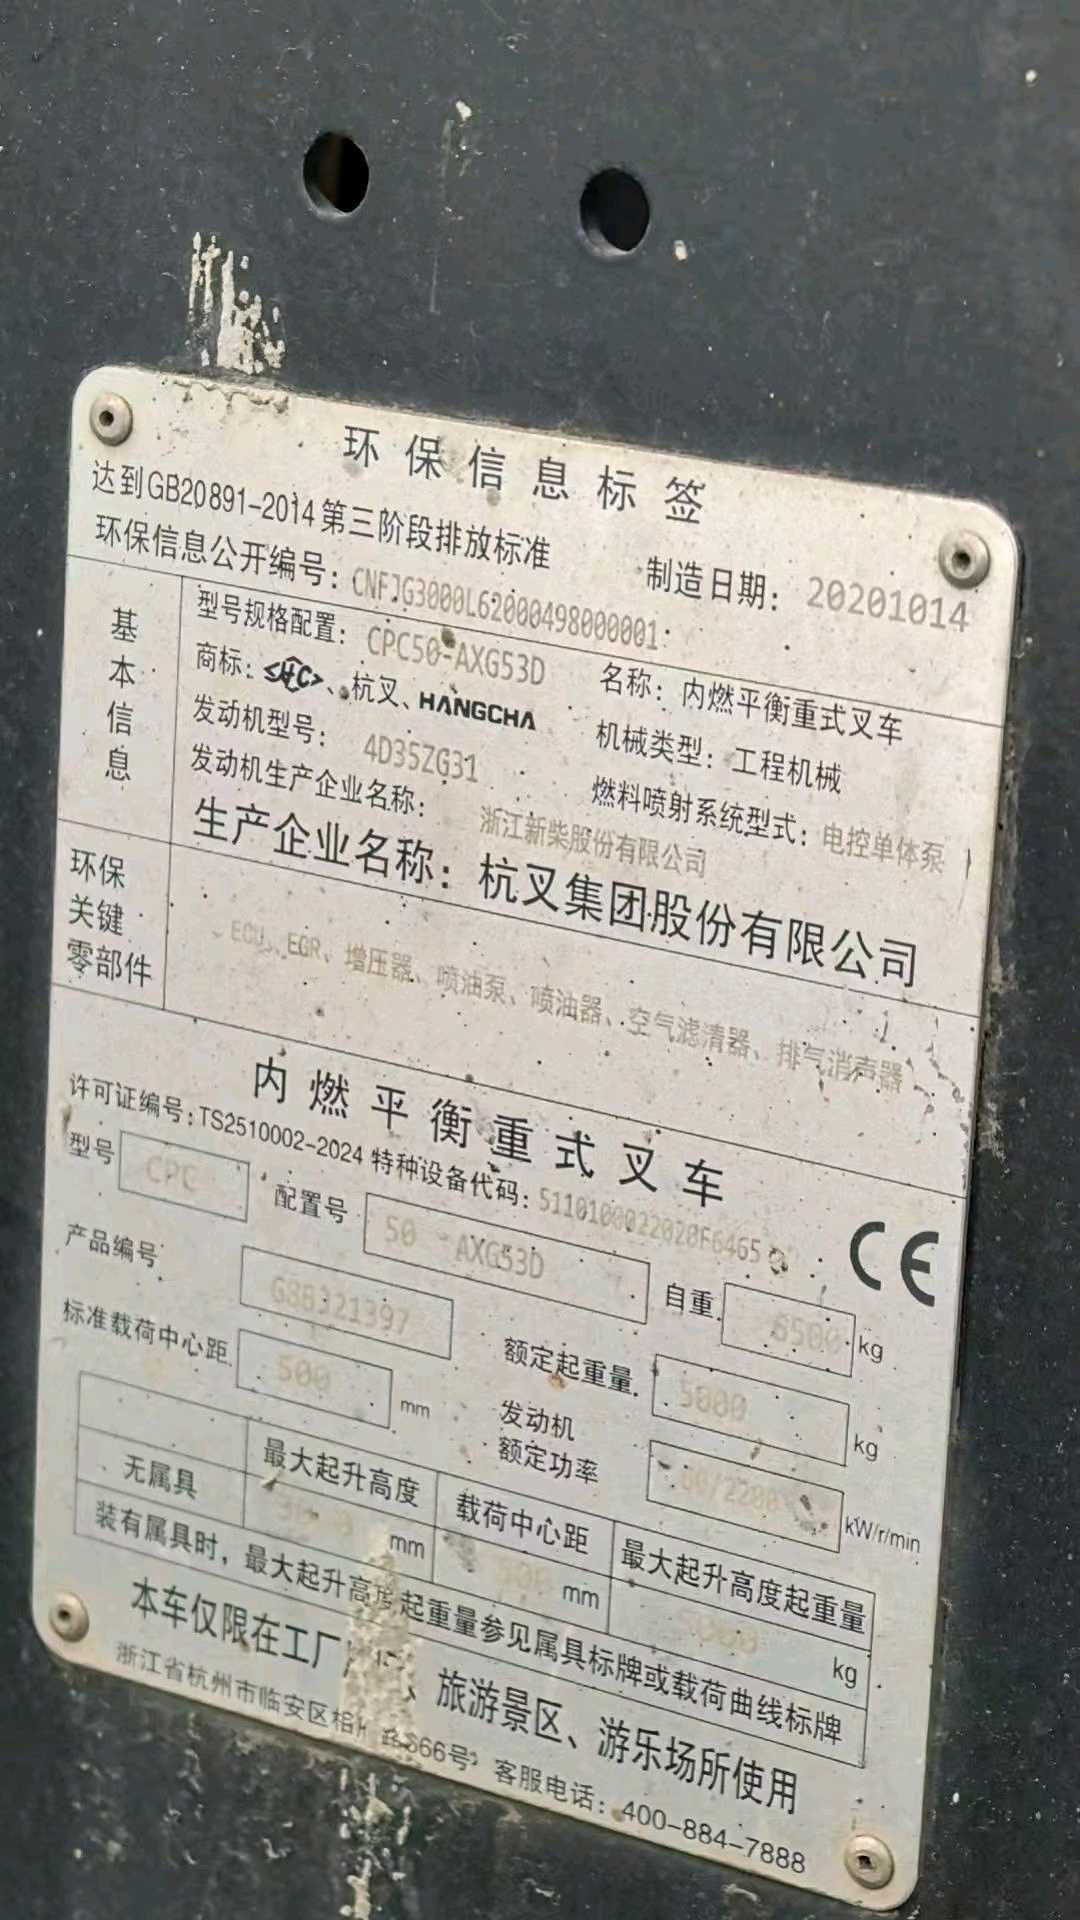 环保信息标签
达到GB20891-2014第三阶段排放标准
制造日期：20201014
环保信息公开编号：CNFJG3000L62000498000001
基本信息
型号规格配置：CPC50-AXG53D
名称：内燃平衡重式叉车
商标：HC、杭叉、HANGCHA
机械类型：工程机械
发动机型号：4D35ZG31
燃料喷射系统型式：电控单体泵
发动机生产企业名称：浙江新柴股份有限公司
生产企业名称：杭叉集团股份有限公司
环保
关键
零部件
ECU、EGR、增压器、喷油泵、喷油器、空气滤清器、排气消声器
内燃平衡重式叉车
许可证编号:TS2510002-2024 特种设备代码：5110100022020F6465
CE
型号 CPC
配置号 50 -AXG53D
自重 kg
产品编号
额定起重量 5000 kg
标准载荷中心距 500 mm
发动机
额定功率 /2200 kW/r/min
最大起升高度 载荷中心距 最大起升高度起重量
无属具 mm mm kg
装有属具时，最大起升高度起重量参见属具标牌或载荷曲线标牌
本车仅限在工厂 旅游景区、游乐场所使用
浙江省杭州市临安区相 路666号 客服电话：400-884-7888